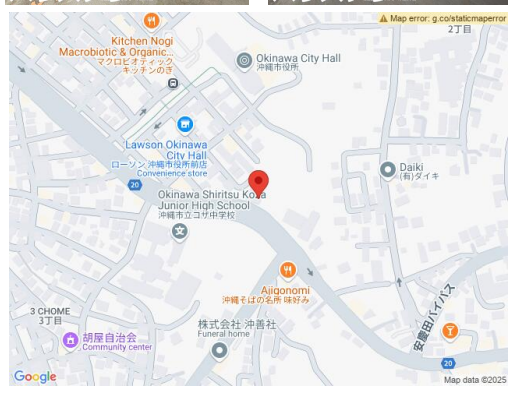 Map error: g.co/staticmaperror
2丁目
Kitchen Nogi
Macrobiotic & Organic...
マクロビオティック
キッチンのぎ
Okinawa City Hall
沖縄市役所
Lawson Okinawa
City Hall
ローソン 沖縄市役所前店
Convenience store
Daiki
(有)ダイキ
20
Okinawa Shiritsu Koza
Junior High School
沖縄市立コザ中学校
Ajigonomi
沖縄そばの名所 味好み
3 CHOME
3丁目
株式会社 沖善社
Funeral home
胡屋自治会
Community center
安慶田バイパス
20
Google
Map data ©2025